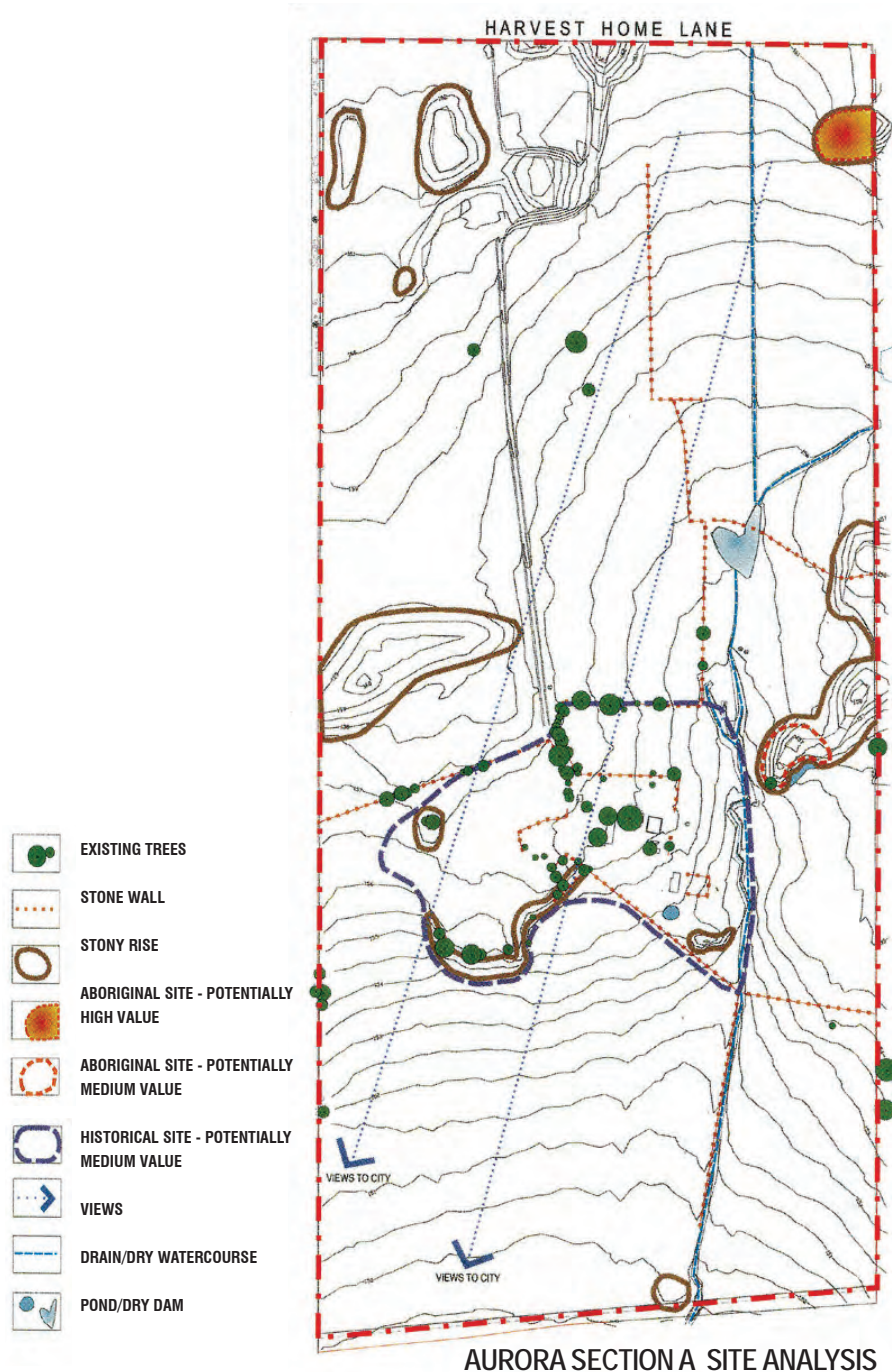 HARVEST HOME LANE
EXISTING TREES
STONE WALL
STONY RISE
ABORIGINAL SITE - POTENTIALLY
HIGH VALUE
ABORIGINAL SITE - POTENTIALLY
MEDIUM VALUE
HISTORICAL SITE - POTENTIALLY
MEDIUM VALUE
VIEWS
DRAIN/DRY WATERCOURSE
POND/DRY DAM
VIEWS TO CITY
VIEWS TO CITY
AURORA SECTION A SITE ANALYSIS